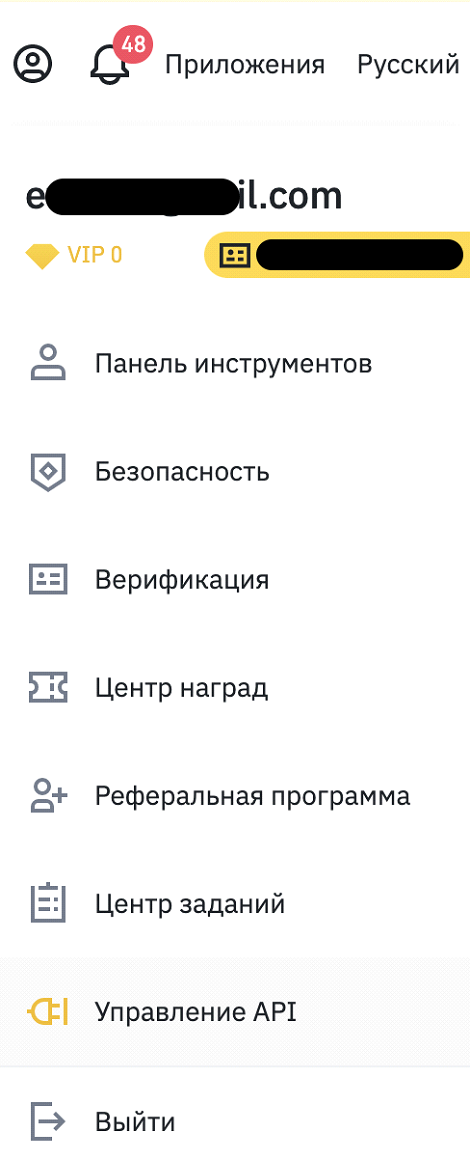 48
Приложения Русский
e il.com
VIP 0
Панель инструментов
Безопасность
Верификация
Центр наград
Реферальная программа
Центр заданий
Управление API
Выйти